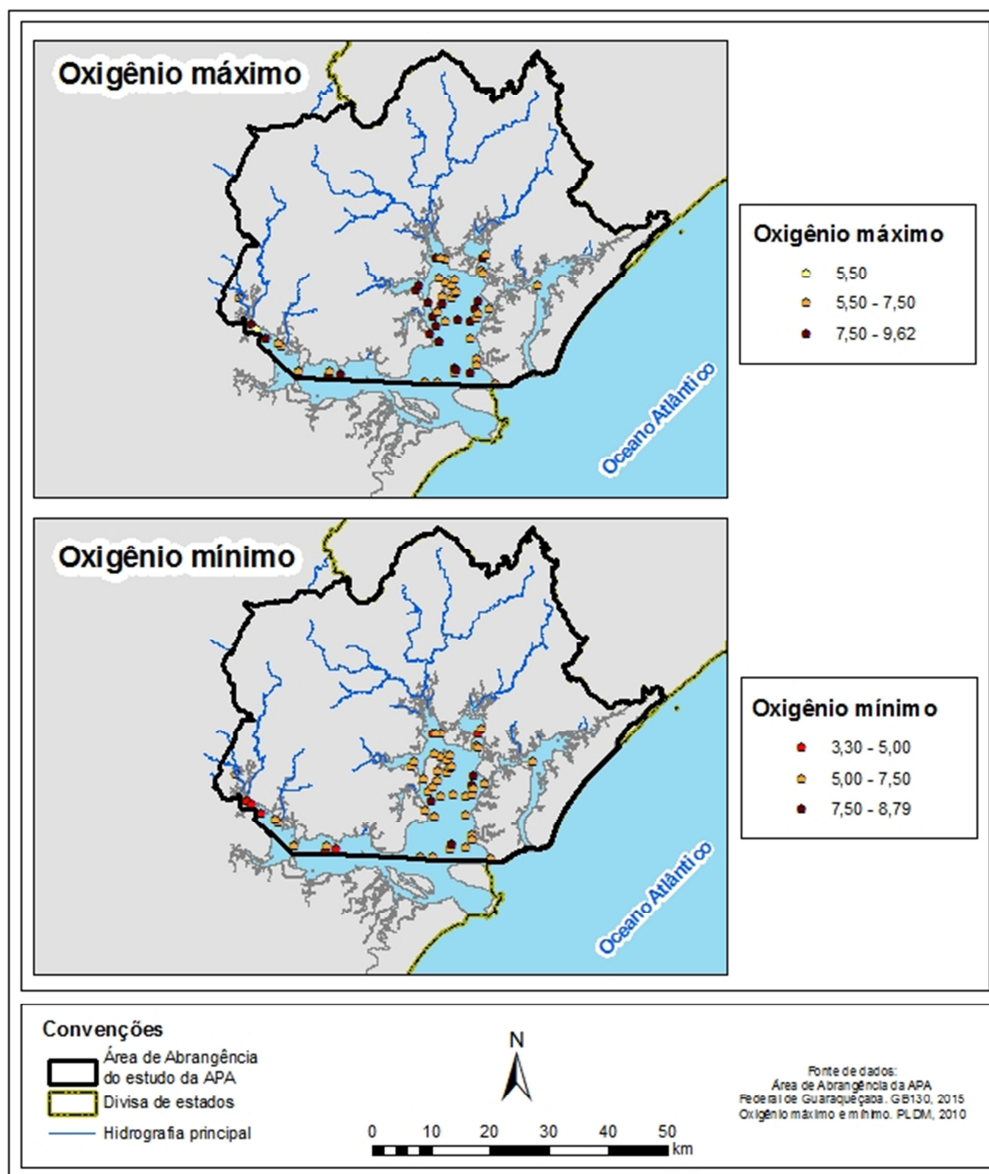 Oxigênio máximo
Oceano Atlântico
Oxigênio máximo
5,50
5,50 - 7,50
7,50 - 9,62
Oxigênio mínimo
Oceano Atlântico
Oxigênio mínimo
3,30 - 5,00
5,00 - 7,50
7,50 - 8,79
Convenções
Área de Abrangência
do estudo da APA
Divisa de estados
Hidrografia principal
N
0 10 20 30 40 50
km
Fonte de dados:
Área de Abrangência da APA
Federal de Guaraqueçaba. GB130, 2015
Oxigênio máximo e mínimo. PLDM, 2010